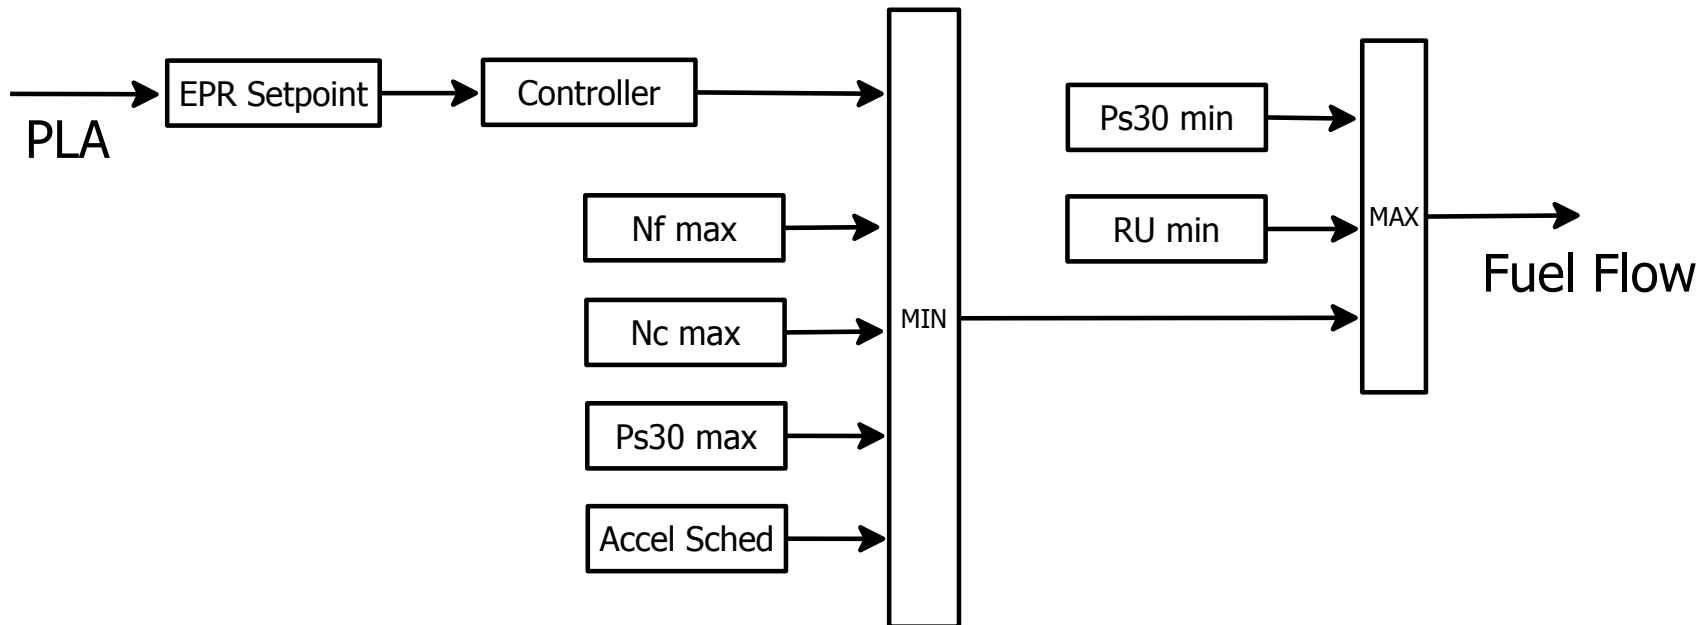 EPR Setpoint
Controller
PLA
Nf max
Nc max
Ps30 max
Accel Sched
MIN
Ps30 min
RU min
MAX
Fuel Flow